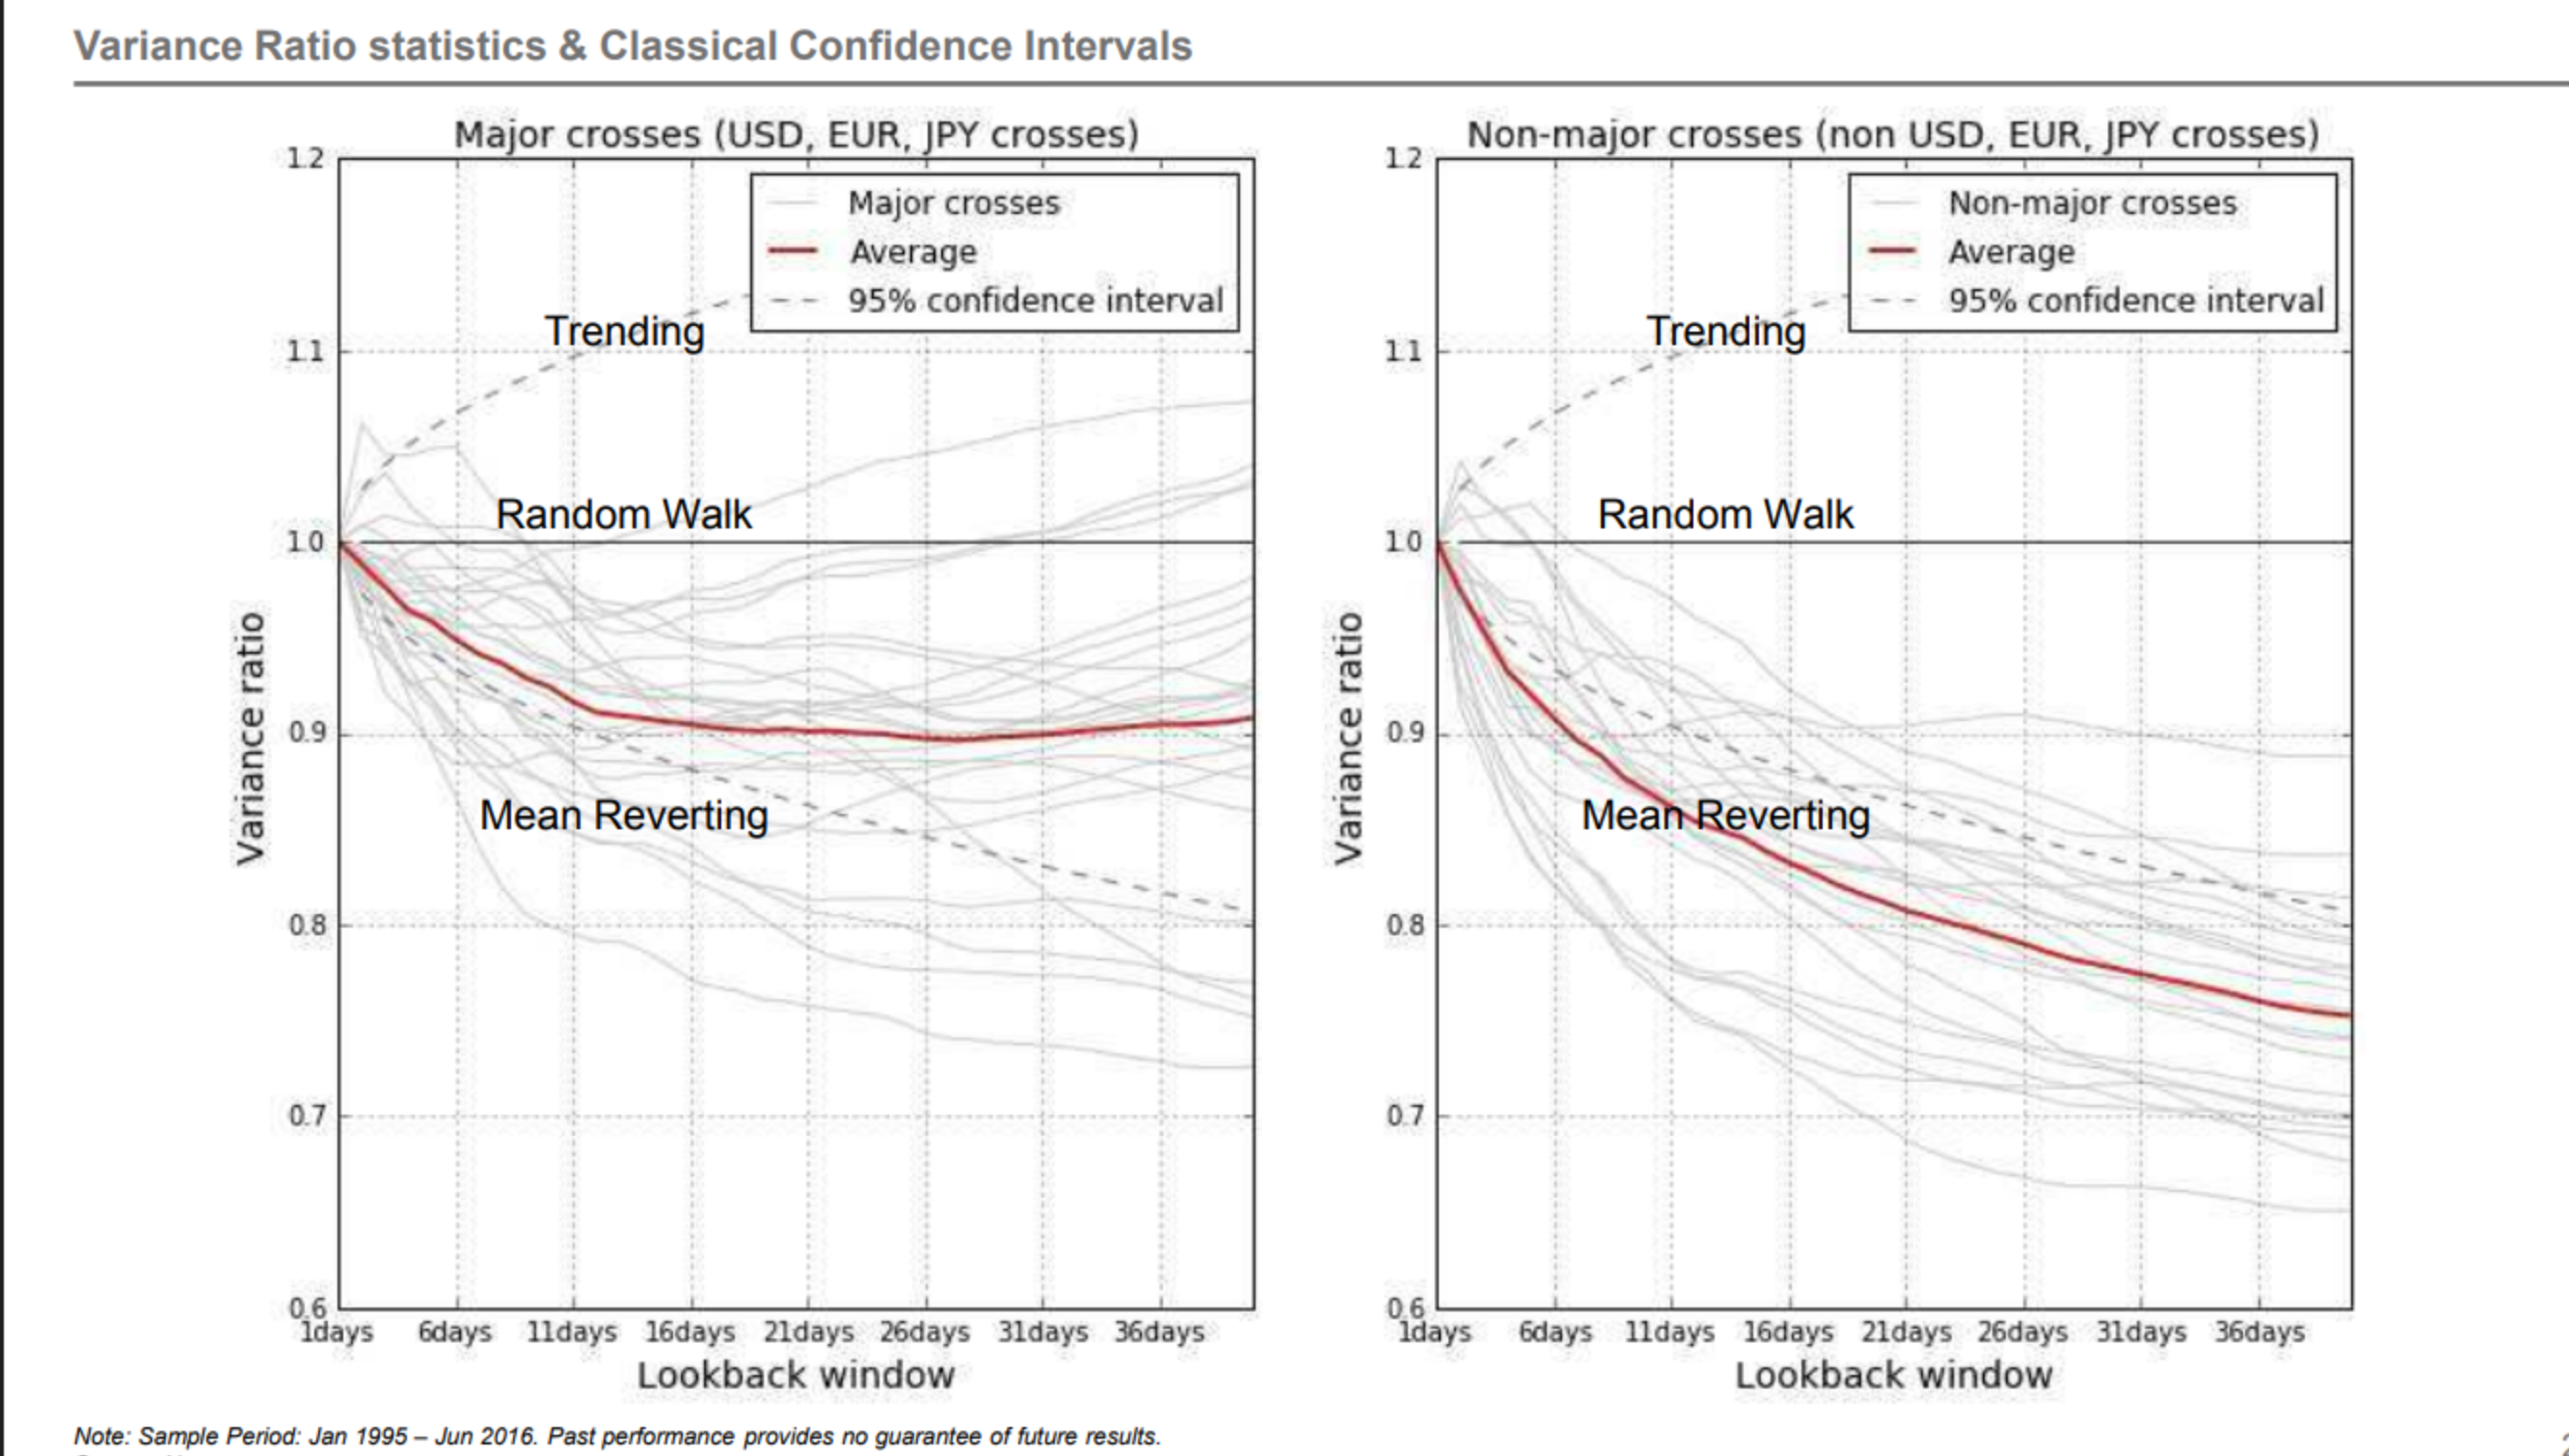 Variance Ratio statistics & Classical Confidence Intervals
Major crosses (USD, EUR, JPY crosses)
1.2
1.1
1.0
0.9
0.8
0.7
0.6
Variance ratio
Major crosses
Average
95% confidence interval
Trending
Random Walk
Mean Reverting
1days 6days 11days 16days 21days 26days 31days 36days
Lookback window
Non-major crosses (non USD, EUR, JPY crosses)
1.2
1.1
1.0
0.9
0.8
0.7
0.6
Variance ratio
Non-major crosses
Average
95% confidence interval
Trending
Random Walk
Mean Reverting
1days 6days 11days 16days 21days 26days 31days 36days
Lookback window
Note: Sample Period: Jan 1995 – Jun 2016. Past performance provides no guarantee of future results.